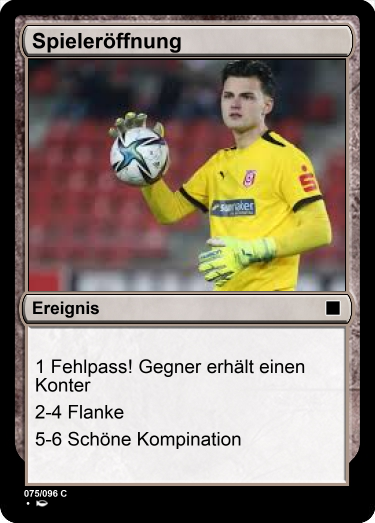 Spieleröffnung
Ereignis
1 Fehlpass! Gegner erhält einen
Konter
2-4 Flanke
5-6 Schöne Kompination
075/096 C